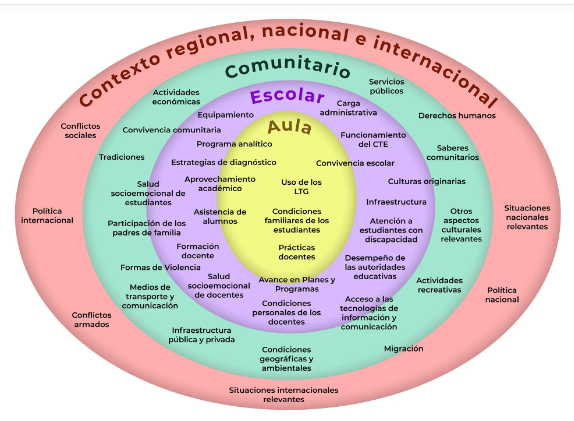 Contexto regional, nacional e internacional
Comunitario
Escolar
Aula
Servicios
públicos
Actividades
económicas
Carga
administrativa
Equipamiento
Derechos humanos
Conflictos
sociales
Convivencia comunitaria
Funcionamiento
del CTE
Programa analítico
Saberes
comunitarios
Tradiciones
Estrategias de diagnóstico
Convivencia escolar
Aprovechamiento
académico
Uso de los
LTG
Culturas originarias
Salud
socioemocional de
estudiantes
Infraestructura
Política
internacional
Asistencia de
alumnos
Condiciones
familiares de los
estudiantes
Atención a
estudiantes con
discapacidad
Otros
aspectos
culturales
relevantes
Situaciones
nacionales
relevantes
Participación de los
padres de familia
Formación
docente
Prácticas
docentes
Desempeño de
las autoridades
educativas
Formas de Violencia
Salud
socioemocional
de docentes
Avance en Planes y
Programas
Actividades
recreativas
Política
nacional
Medios de
transporte y
comunicación
Condiciones
personales de los
docentes
Acceso a las
tecnologías de
información y
comunicación
Conflictos
armados
Infraestructura
pública y privada
Condiciones
geográficas y
ambientales
Migración
Situaciones internacionales
relevantes